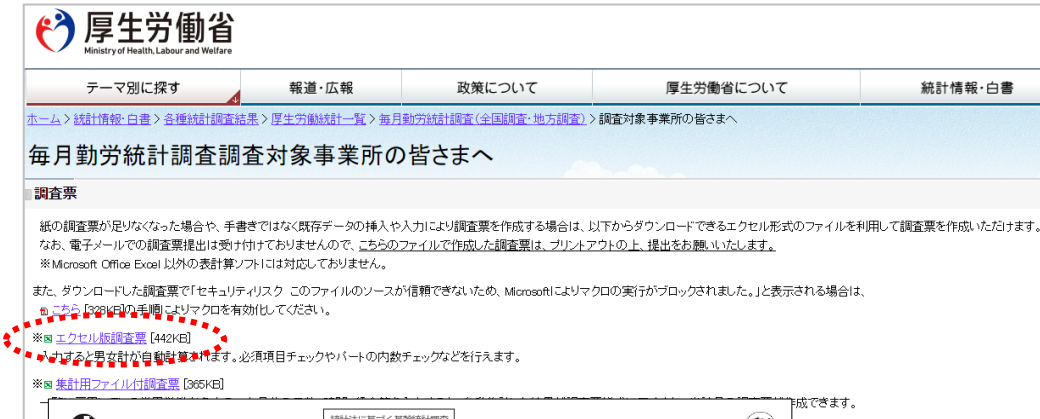 厚生労働省
Ministry of Health, Labour and Welfare
テーマ別に探す 報道・広報 政策について 厚生労働省について 統計情報・白書
ホーム > 統計情報・白書 > 各種統計調査結果 > 厚生労働統計一覧 > 毎月勤労統計調査(全国調査・地方調査) > 調査対象事業所の皆さまへ
毎月勤労統計調査調査対象事業所の皆さまへ
調査票
紙の調査票が足りなくなった場合や、手書きではなく既存データの挿入や入力により調査票を作成する場合は、以下からダウンロードできるエクセル形式のファイルを利用して調査票を作成いただけます。
なお、電子メールでの調査票提出は受け付けておりませんので、こちらのファイルで作成した調査票は、プリントアウトの上、提出をお願いいたします。
※Microsoft Office Excel 以外の表計算ソフトには対応しておりません。
また、ダウンロードした調査票で「セキュリティリスク このファイルのソースが信頼できないため、Microsoftによりマクロの実行がブロックされました。」と表示される場合は、
こちら [328KB]の手順によりマクロを有効化してください。
※ エクセル版調査票 [442KB]
入力すると男女計が自動計算されます。必須項目チェックやパートの内数チェックなどを行えます。
※ 集計用ファイル付調査票 [365KB]
成できます。
統計法に基づく基幹統計調査